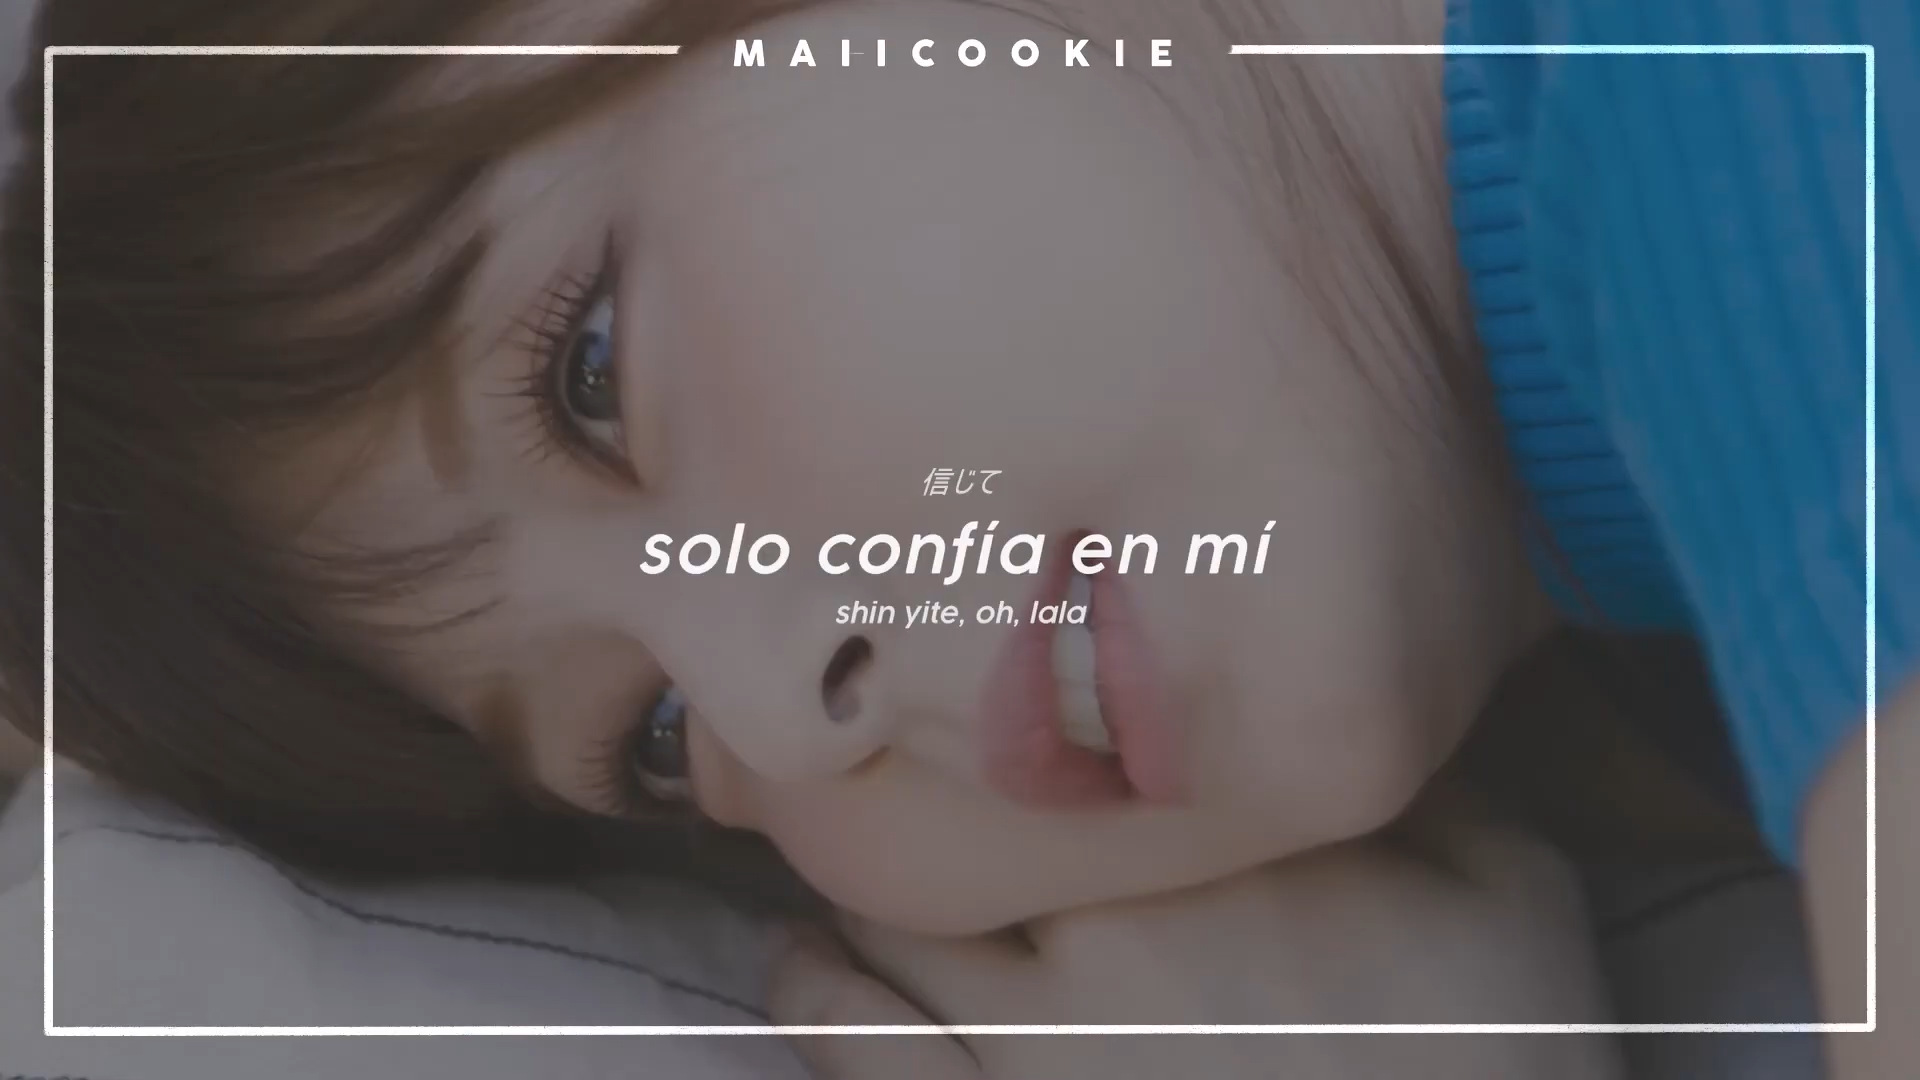 MAIICOOKIE
信じて
solo confía en mí
shin yite, oh, lala